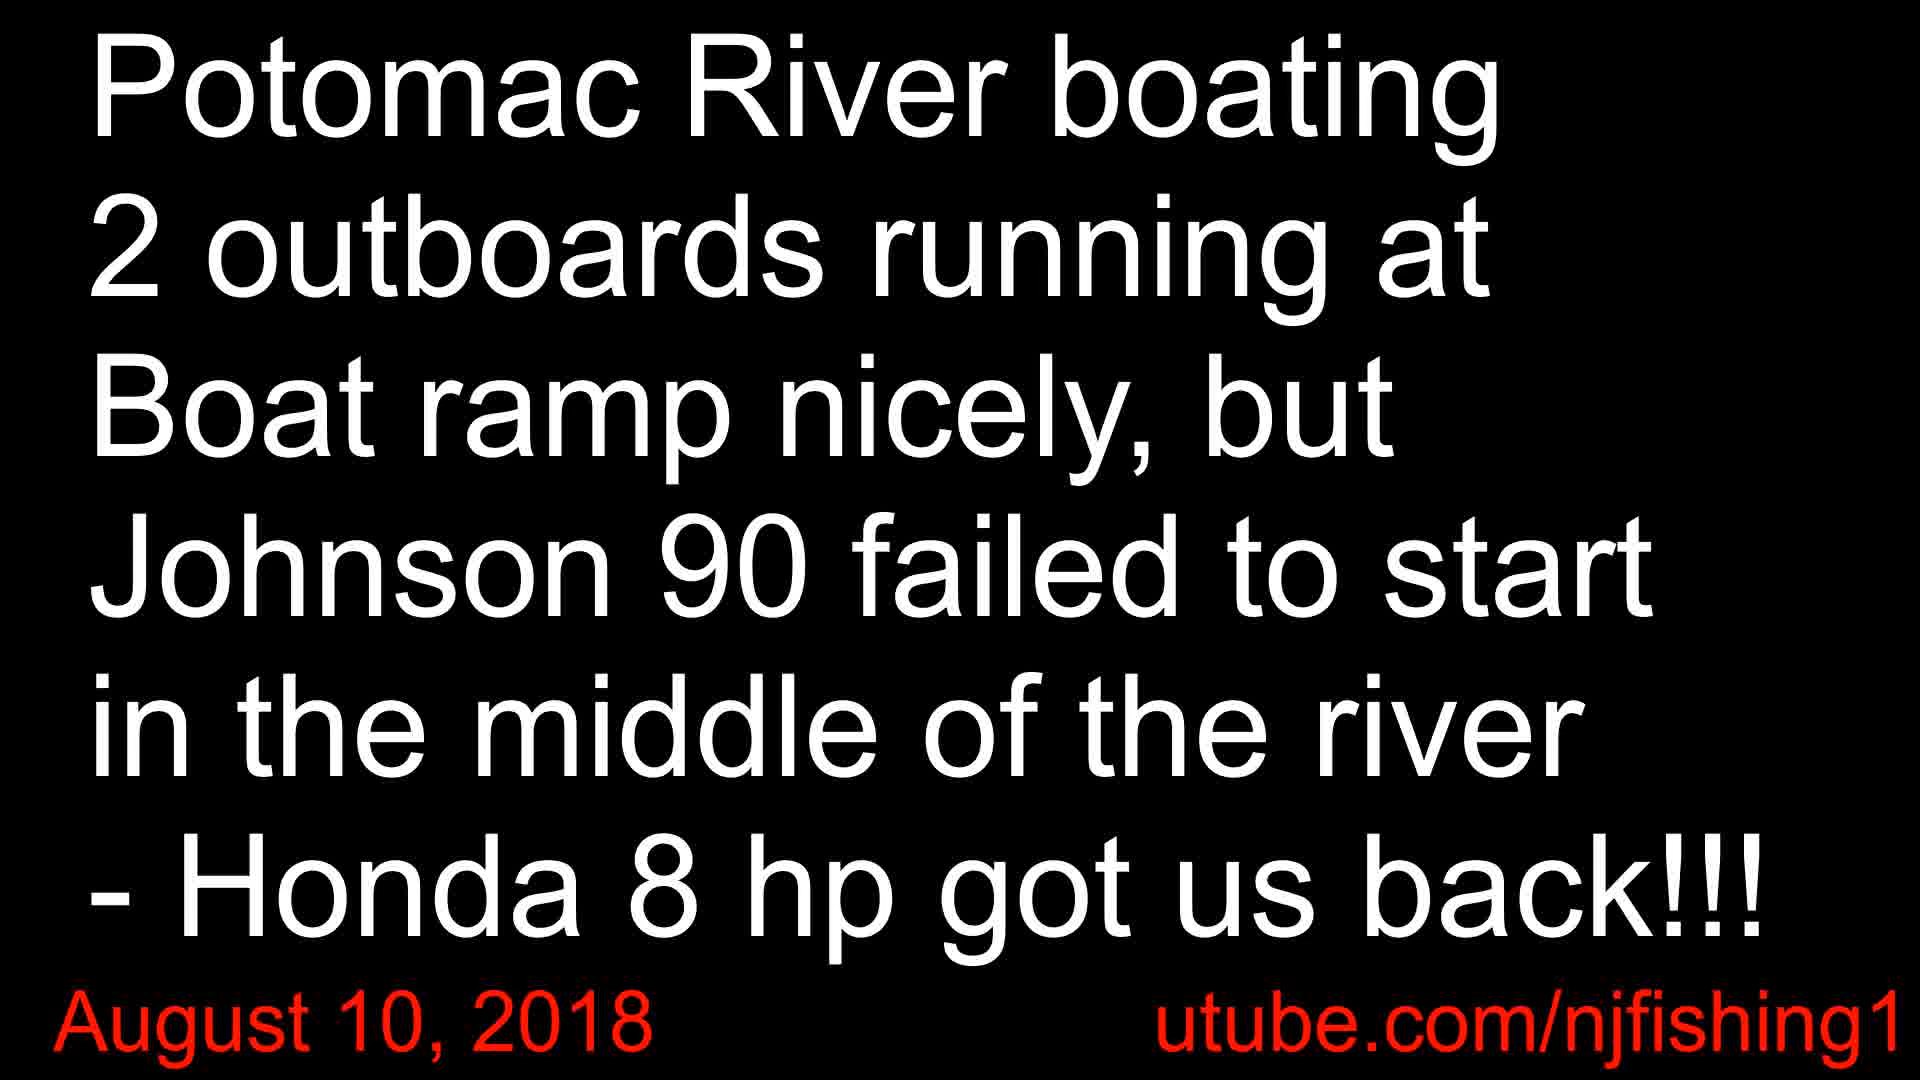 Potomac River boating
2 outboards running at
Boat ramp nicely, but
Johnson 90 failed to start
in the middle of the river
- Honda 8 hp got us back!!!
August 10, 2018
utube.com/njfishing1